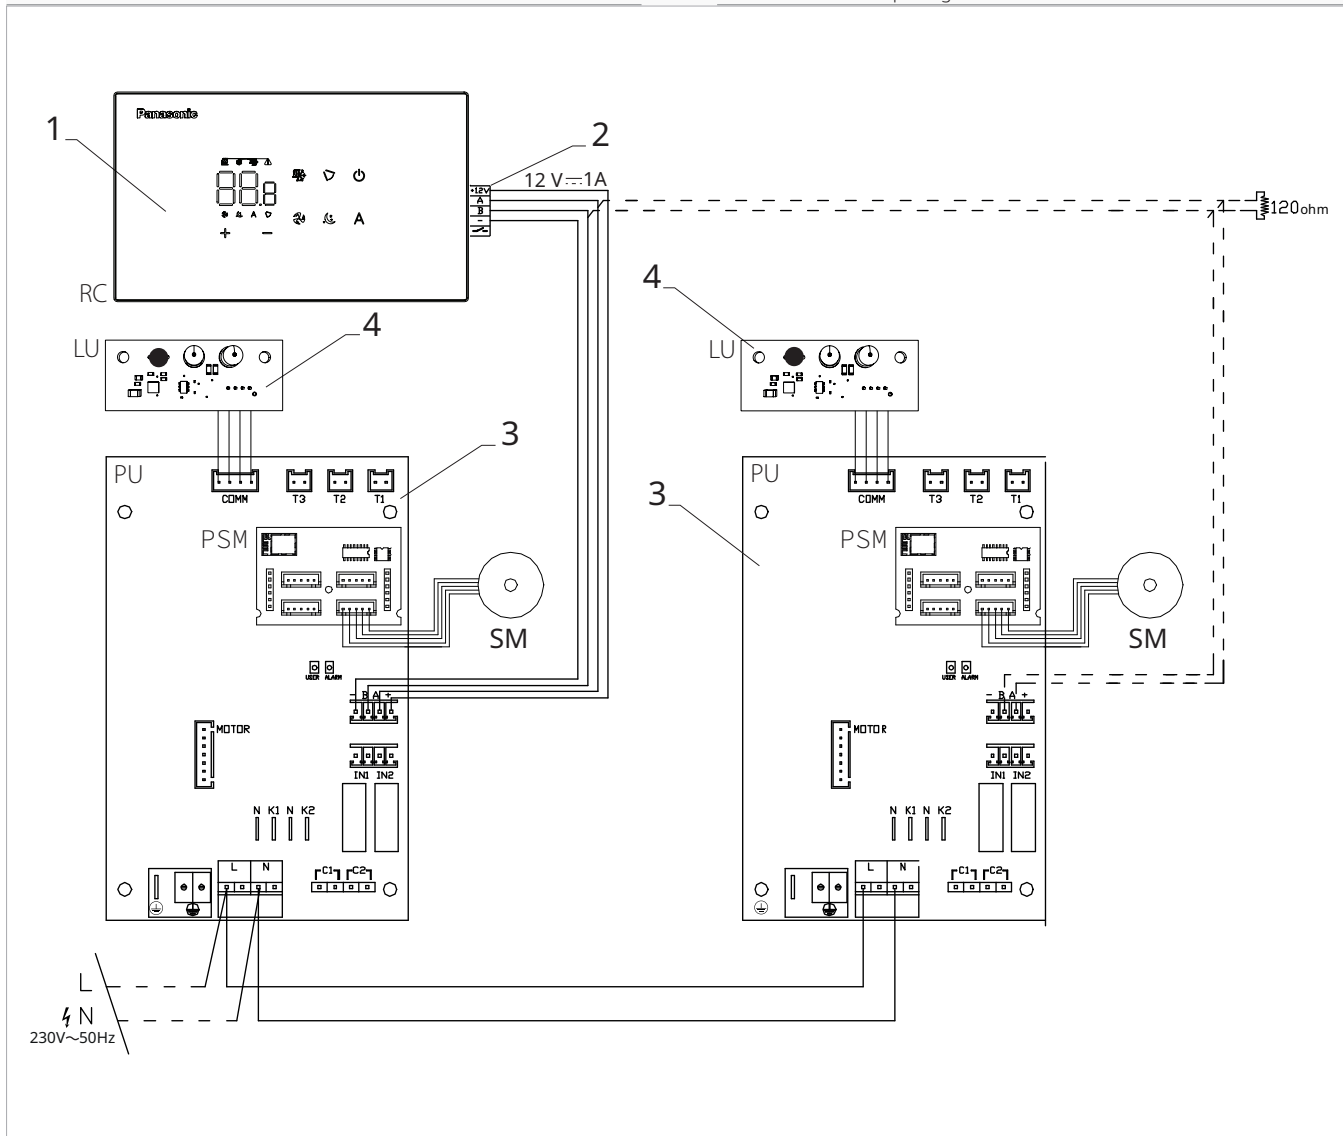 Panasonic
1
88.8
A
+ − A
RC
2
12 V⎓1A
+12V
A
B
-
120 ohm
LU
4
LU
4
PU
COMM T3 T2 T1
3
PSM
SM
USER ALARM
- B A +
MOTOR
IN1 IN2
N K1 N K2
L N
C1 C2
PU
COMM T3 T2 T1
3
PSM
SM
USER ALARM
- B A +
MOTOR
IN1 IN2
N K1 N K2
L N
C1 C2
L
N
230V~50Hz